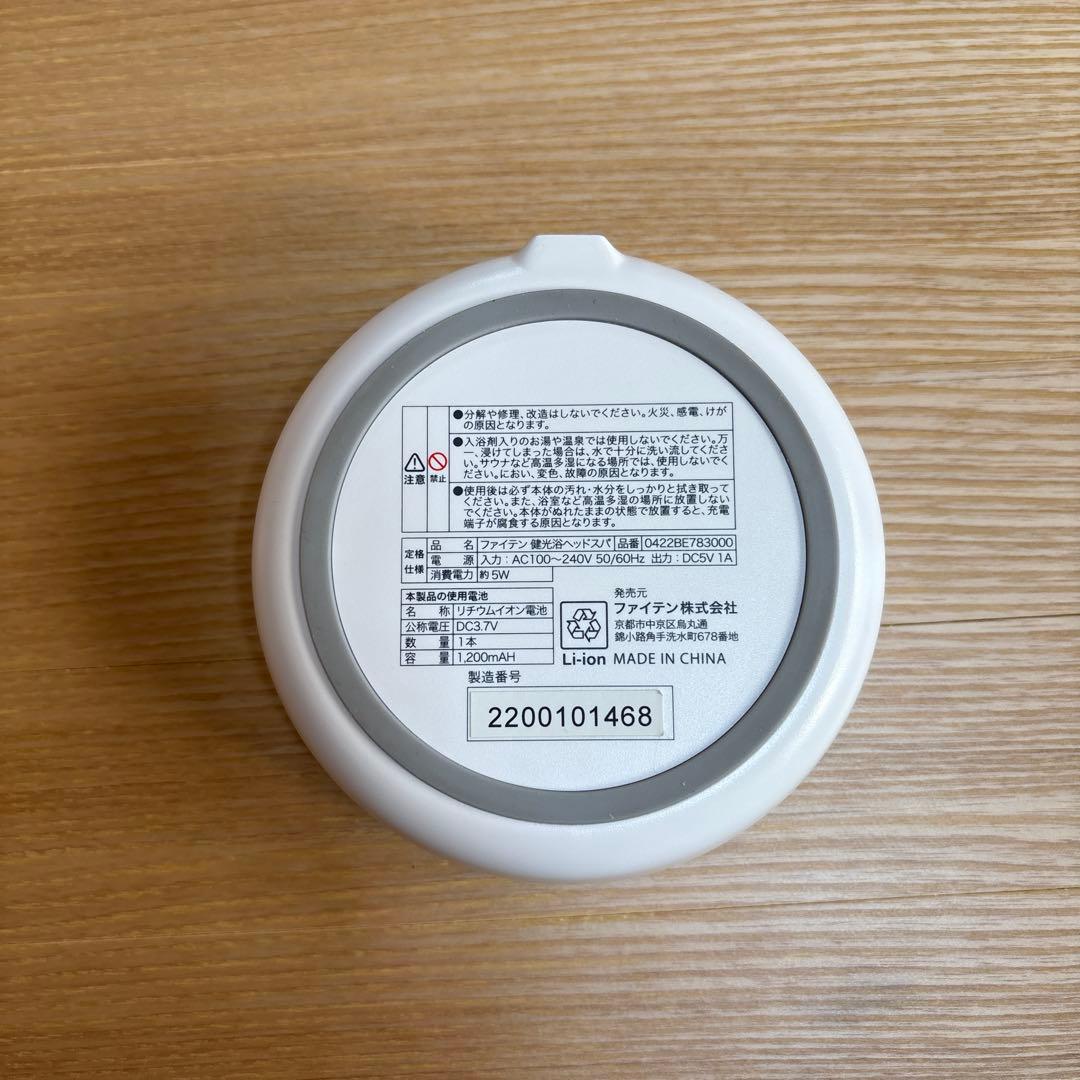 注意
禁止
●分解や修理、改造はしないでください。火災、感電、けが
の原因となります。
●入浴剤入りのお湯や温泉では使用しないでください。万
一、浸けてしまった場合は、水で十分に洗い流してくださ
い。サウナなど高温多湿になる場所では、使用しないでく
ださい。におい、変色、故障の原因となります。
●使用後は必ず本体の汚れ・水分をしっかりと拭き取って
ください。また、浴室など高温多湿の場所に放置しない
でください。本体がぬれたままの状態で放置すると、充電
端子が腐食する原因となります。
定格
仕様
品名 ファイテン 健光浴ヘッドスパ 品番 0422BE783000
電源 入力:AC100～240V 50/60Hz 出力:DC5V 1A
消費電力 約5W
本製品の使用電池
名称 リチウムイオン電池
公称電圧 DC3.7V
数量 1本
容量 1,200mAH
発売元
ファイテン株式会社
京都市中京区烏丸通
錦小路角手洗水町678番地
Li-ion MADE IN CHINA
製造番号
2200101468